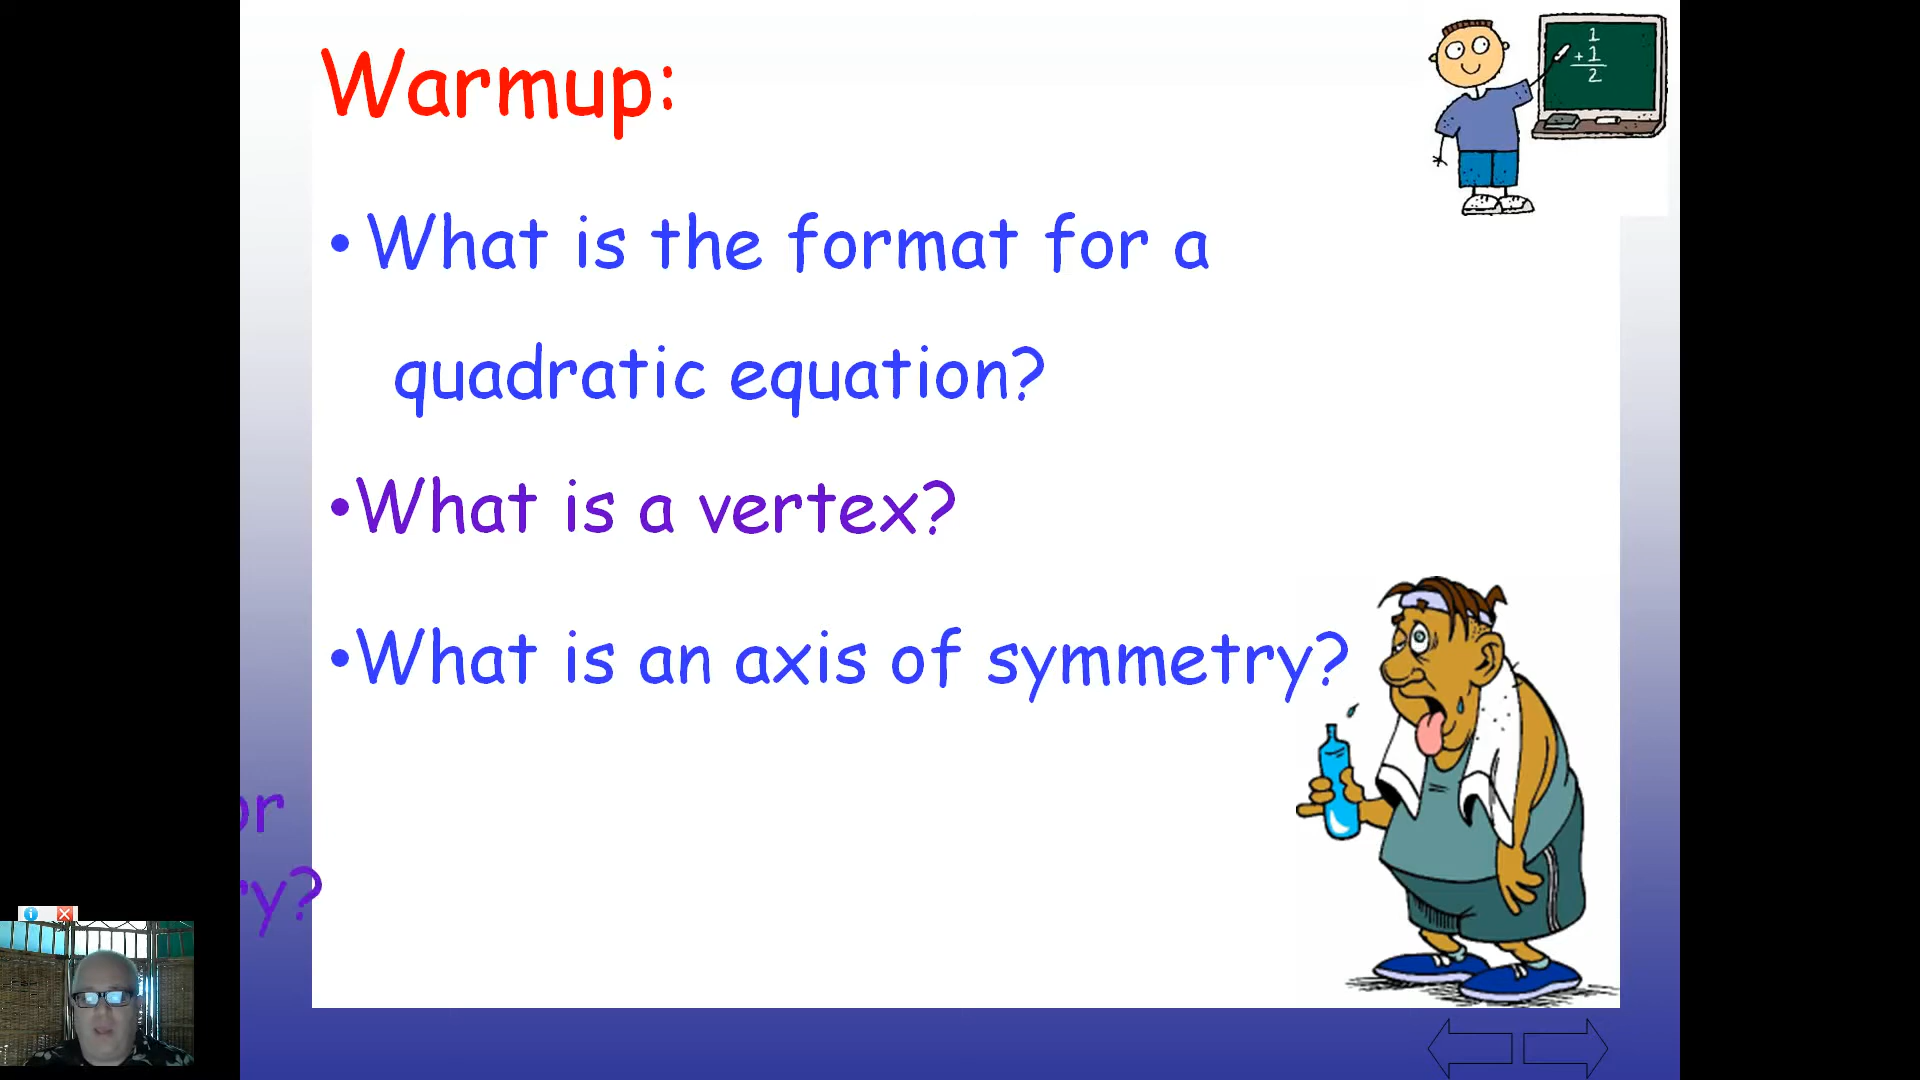 Warmup:
1
+1
2
• What is the format for a
quadratic equation?
•What is a vertex?
•What is an axis of symmetry?
or
ry?